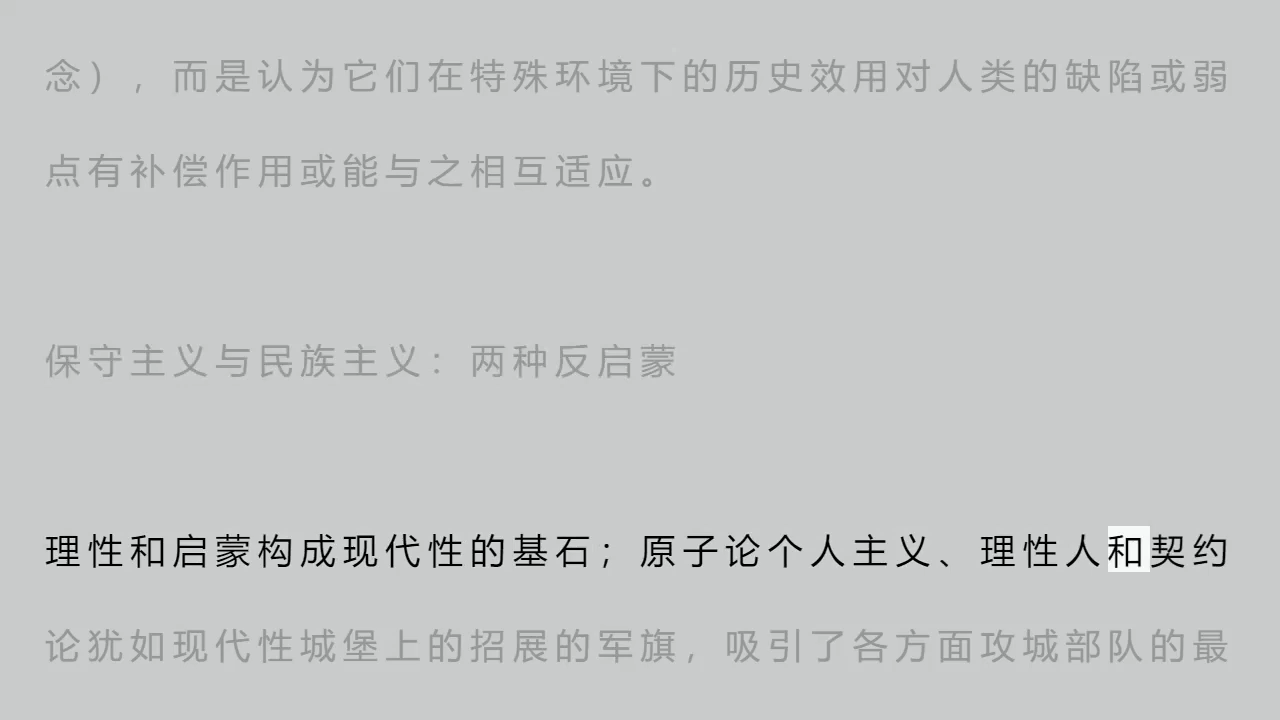 念），而是认为它们在特殊环境下的历史效用对人类的缺陷或弱
点有补偿作用或能与之相互适应。
保守主义与民族主义：两种反启蒙
理性和启蒙构成现代性的基石；原子论个人主义、理性人和契约
论犹如现代性城堡上的招展的军旗，吸引了各方面攻城部队的最